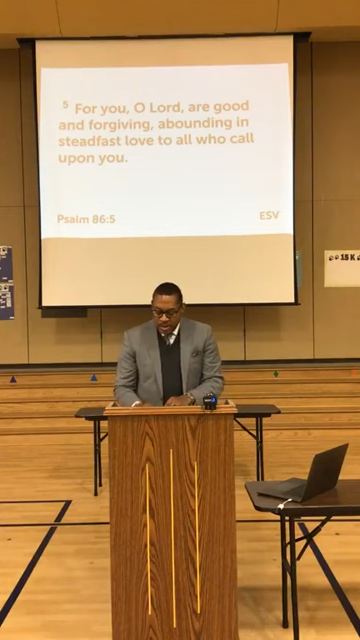 5 For you, O Lord, are good
and forgiving, abounding in
steadfast love to all who call
upon you.
Psalm 86:5 ESV
15 K